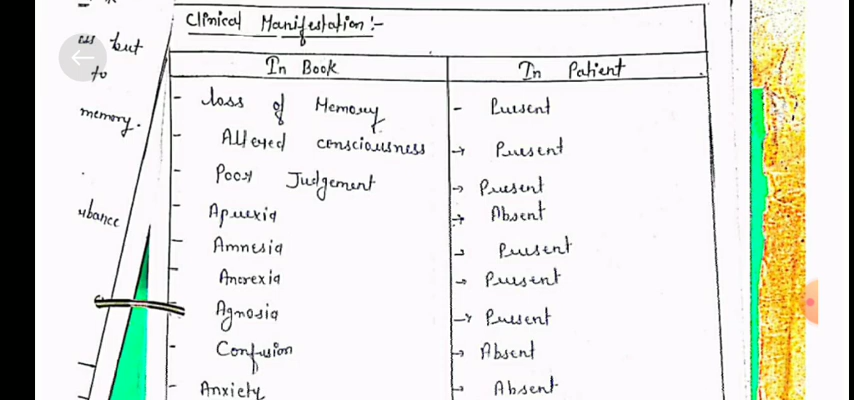 us but
to
memory.
ubance
Clinical Manifestation :-
In Book In Patient
- Loss of Memory - Present
- Altered consciousness → Present
- Poor Judgement → Present
- Apraxia → Absent
- Amnesia → Present
- Anorexia → Present
- Agnosia → Present
- Confusion → Absent
- Anxiety → Absent